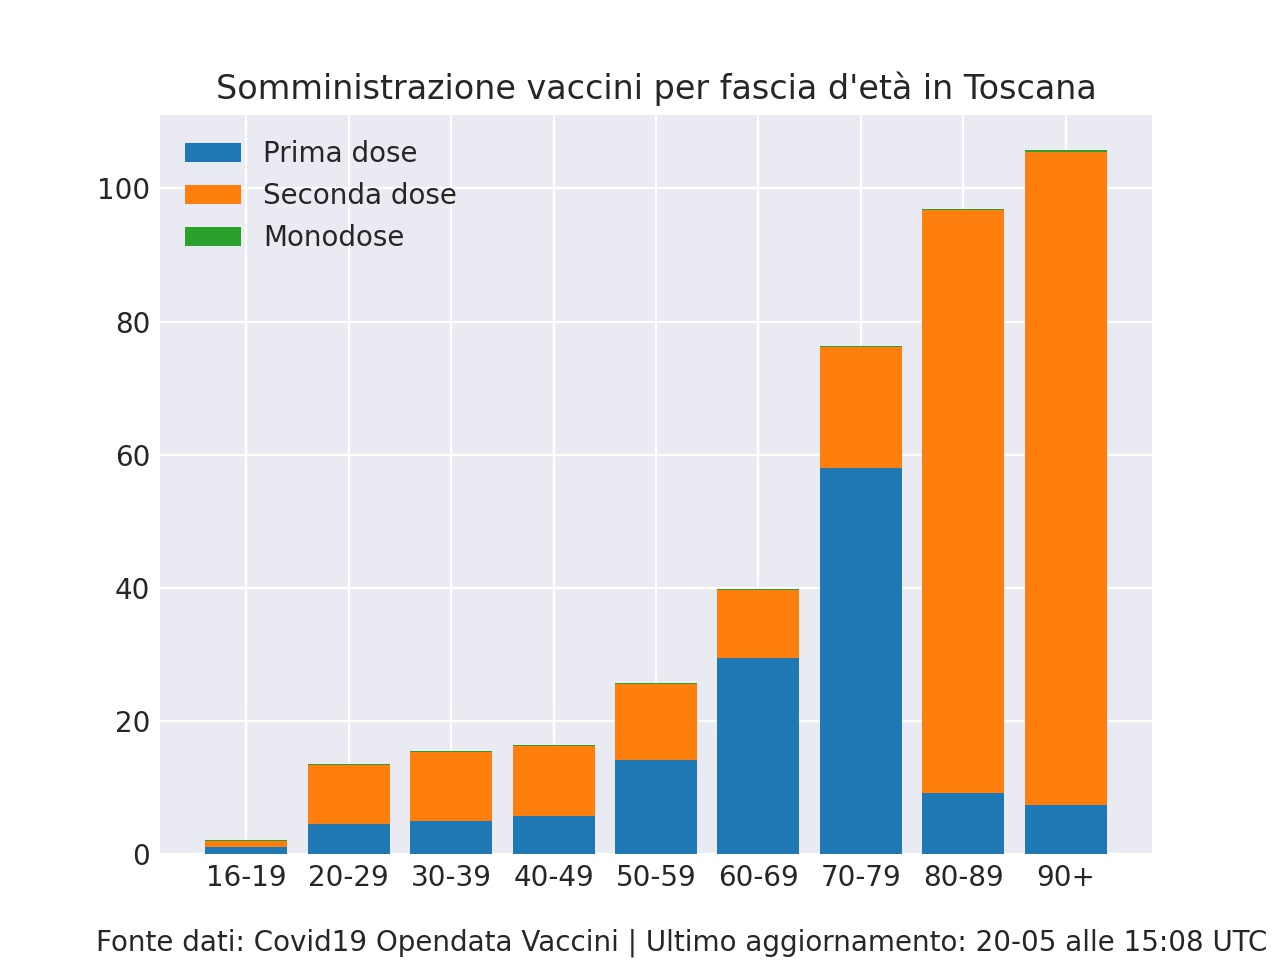 Somministrazione vaccini per fascia d'età in Toscana
Prima dose
Seconda dose
Monodose
100
80
60
40
20
0
16-19 20-29 30-39 40-49 50-59 60-69 70-79 80-89 90+
Fonte dati: Covid19 Opendata Vaccini | Ultimo aggiornamento: 20-05 alle 15:08 UTC